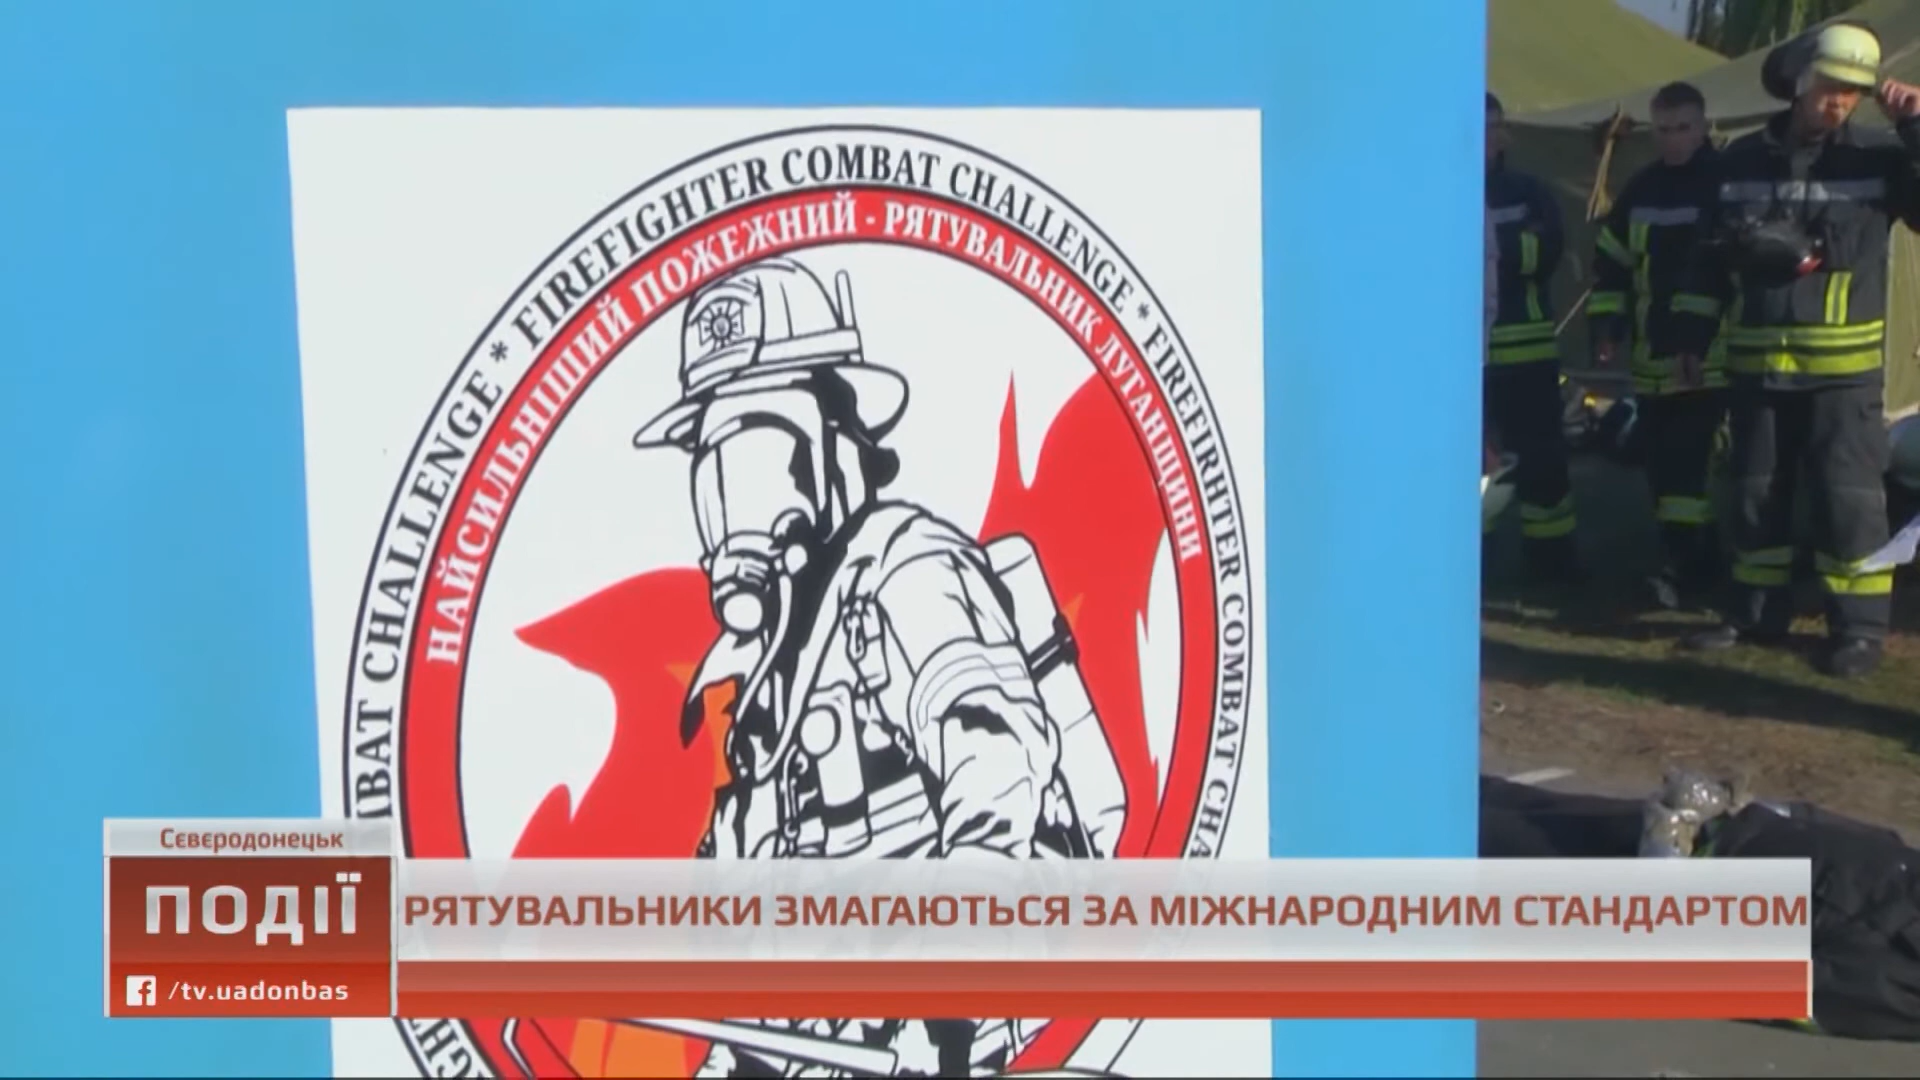 FIREFIGHTER COMBAT CHALLENGE * FIREFIRHTER COMBAT CHA
MBAT CHALLENGE *
НАЙСИЛЬНІШИЙ ПОЖЕЖНИЙ - РЯТУВАЛЬНИК ЛУГАНЩИНИ
Сєвєродонецьк
ПОДІЇ
РЯТУВАЛЬНИКИ ЗМАГАЮТЬСЯ ЗА МІЖНАРОДНИМ СТАНДАРТОМ
/tv.uadonbas